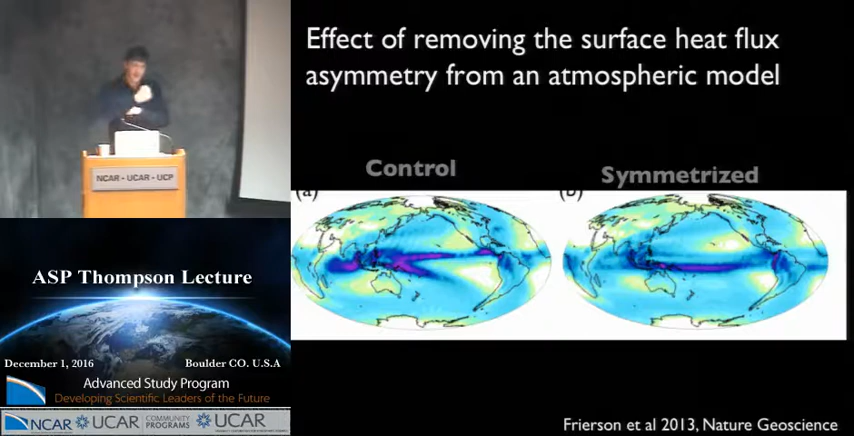 Effect of removing the surface heat flux
asymmetry from an atmospheric model
Control
Symmetrized
(a)
(b)
NCAR • UCAR • UCP
ASP Thompson Lecture
December 1, 2016
Boulder CO. U.S.A
Advanced Study Program
Developing Scientific Leaders of the Future
NCAR
UCAR
COMMUNITY
PROGRAMS
UCAR
Frierson et al 2013, Nature Geoscience